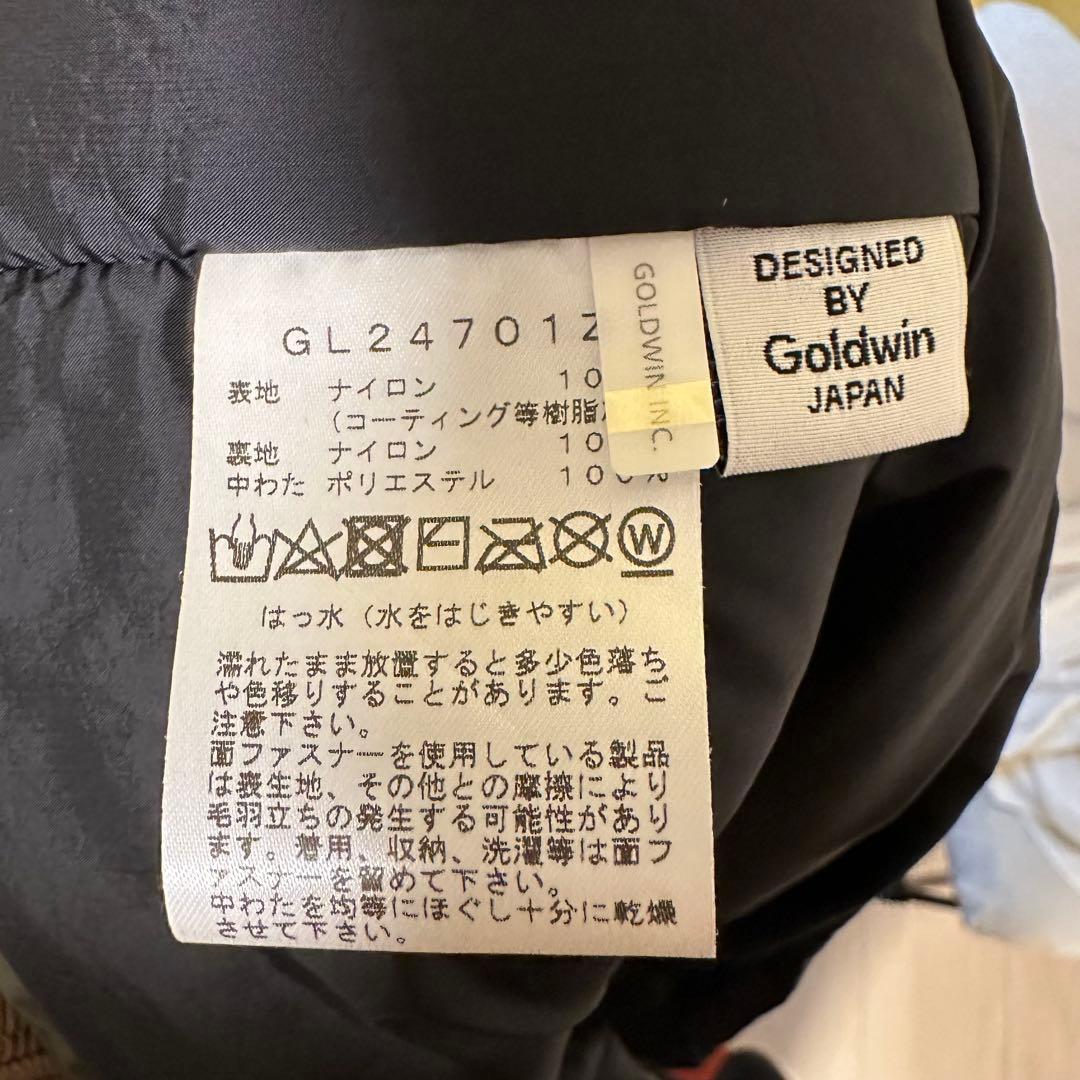 GL24701Z
表地 ナイロン 10
(コーティング等樹脂
裏地 ナイロン 10
中わた ポリエステル 100%
W
はっ水（水をはじきやすい）
濡れたまま放置すると多少色落ち
や色移りすることがあります。ご
注意下さい。
面ファスナーを使用している製品
は表生地、その他との摩擦により
毛羽立ちの発生する可能性があり
ます。着用、収納、洗濯等は面フ
ァスナーを留めて下さい。
中わたを均等にほぐし十分に乾燥
させて下さい。
GOLDWIN INC.
DESIGNED
BY
Goldwin
JAPAN